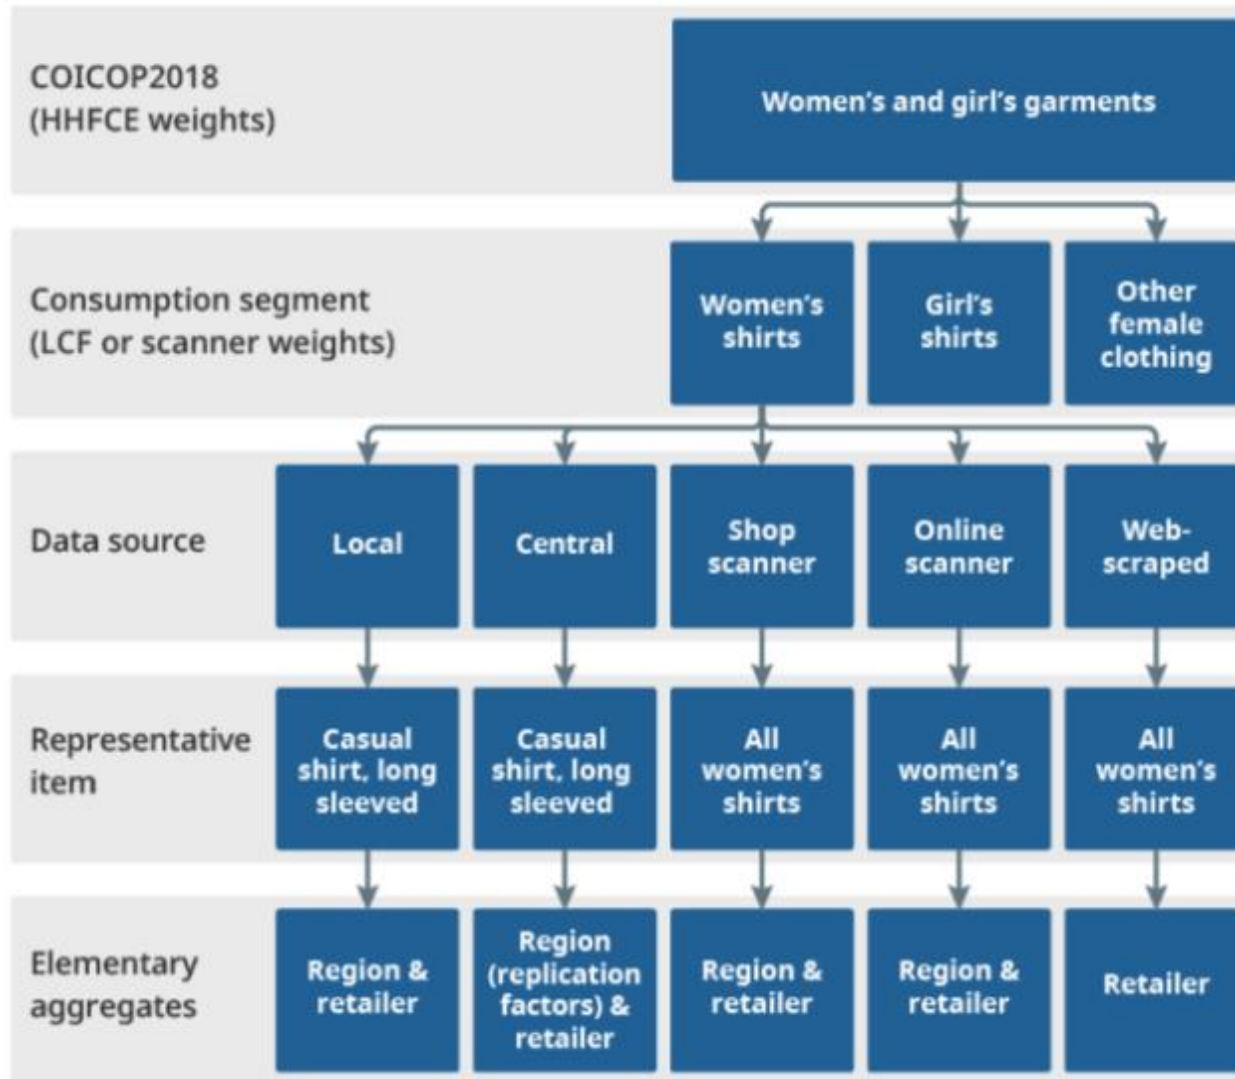 COICOP2018
(HHFCE weights)
Women's and girl's garments
Consumption segment
(LCF or scanner weights)
Women's
shirts
Girl's
shirts
Other
female
clothing
Data source
Local
Central
Shop
scanner
Online
scanner
Web-
scraped
Representative
item
Casual
shirt, long
sleeved
Casual
shirt, long
sleeved
All
women's
shirts
All
women's
shirts
All
women's
shirts
Elementary
aggregates
Region &
retailer
Region
(replication
factors) &
retailer
Region &
retailer
Region &
retailer
Retailer